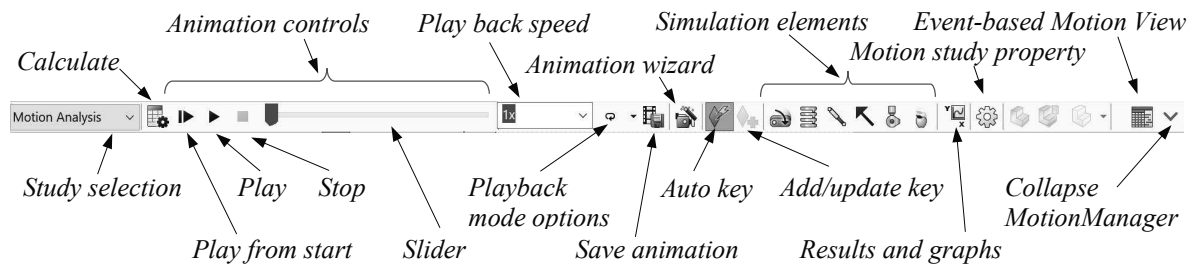 Animation controls
Play back speed
Simulation elements
Event-based Motion View
Calculate
Animation wizard
Motion study property
Motion Analysis
1x
Study selection
Play
Stop
Playback
mode options
Auto key
Add/update key
Collapse
MotionManager
Play from start
Slider
Save animation
Results and graphs